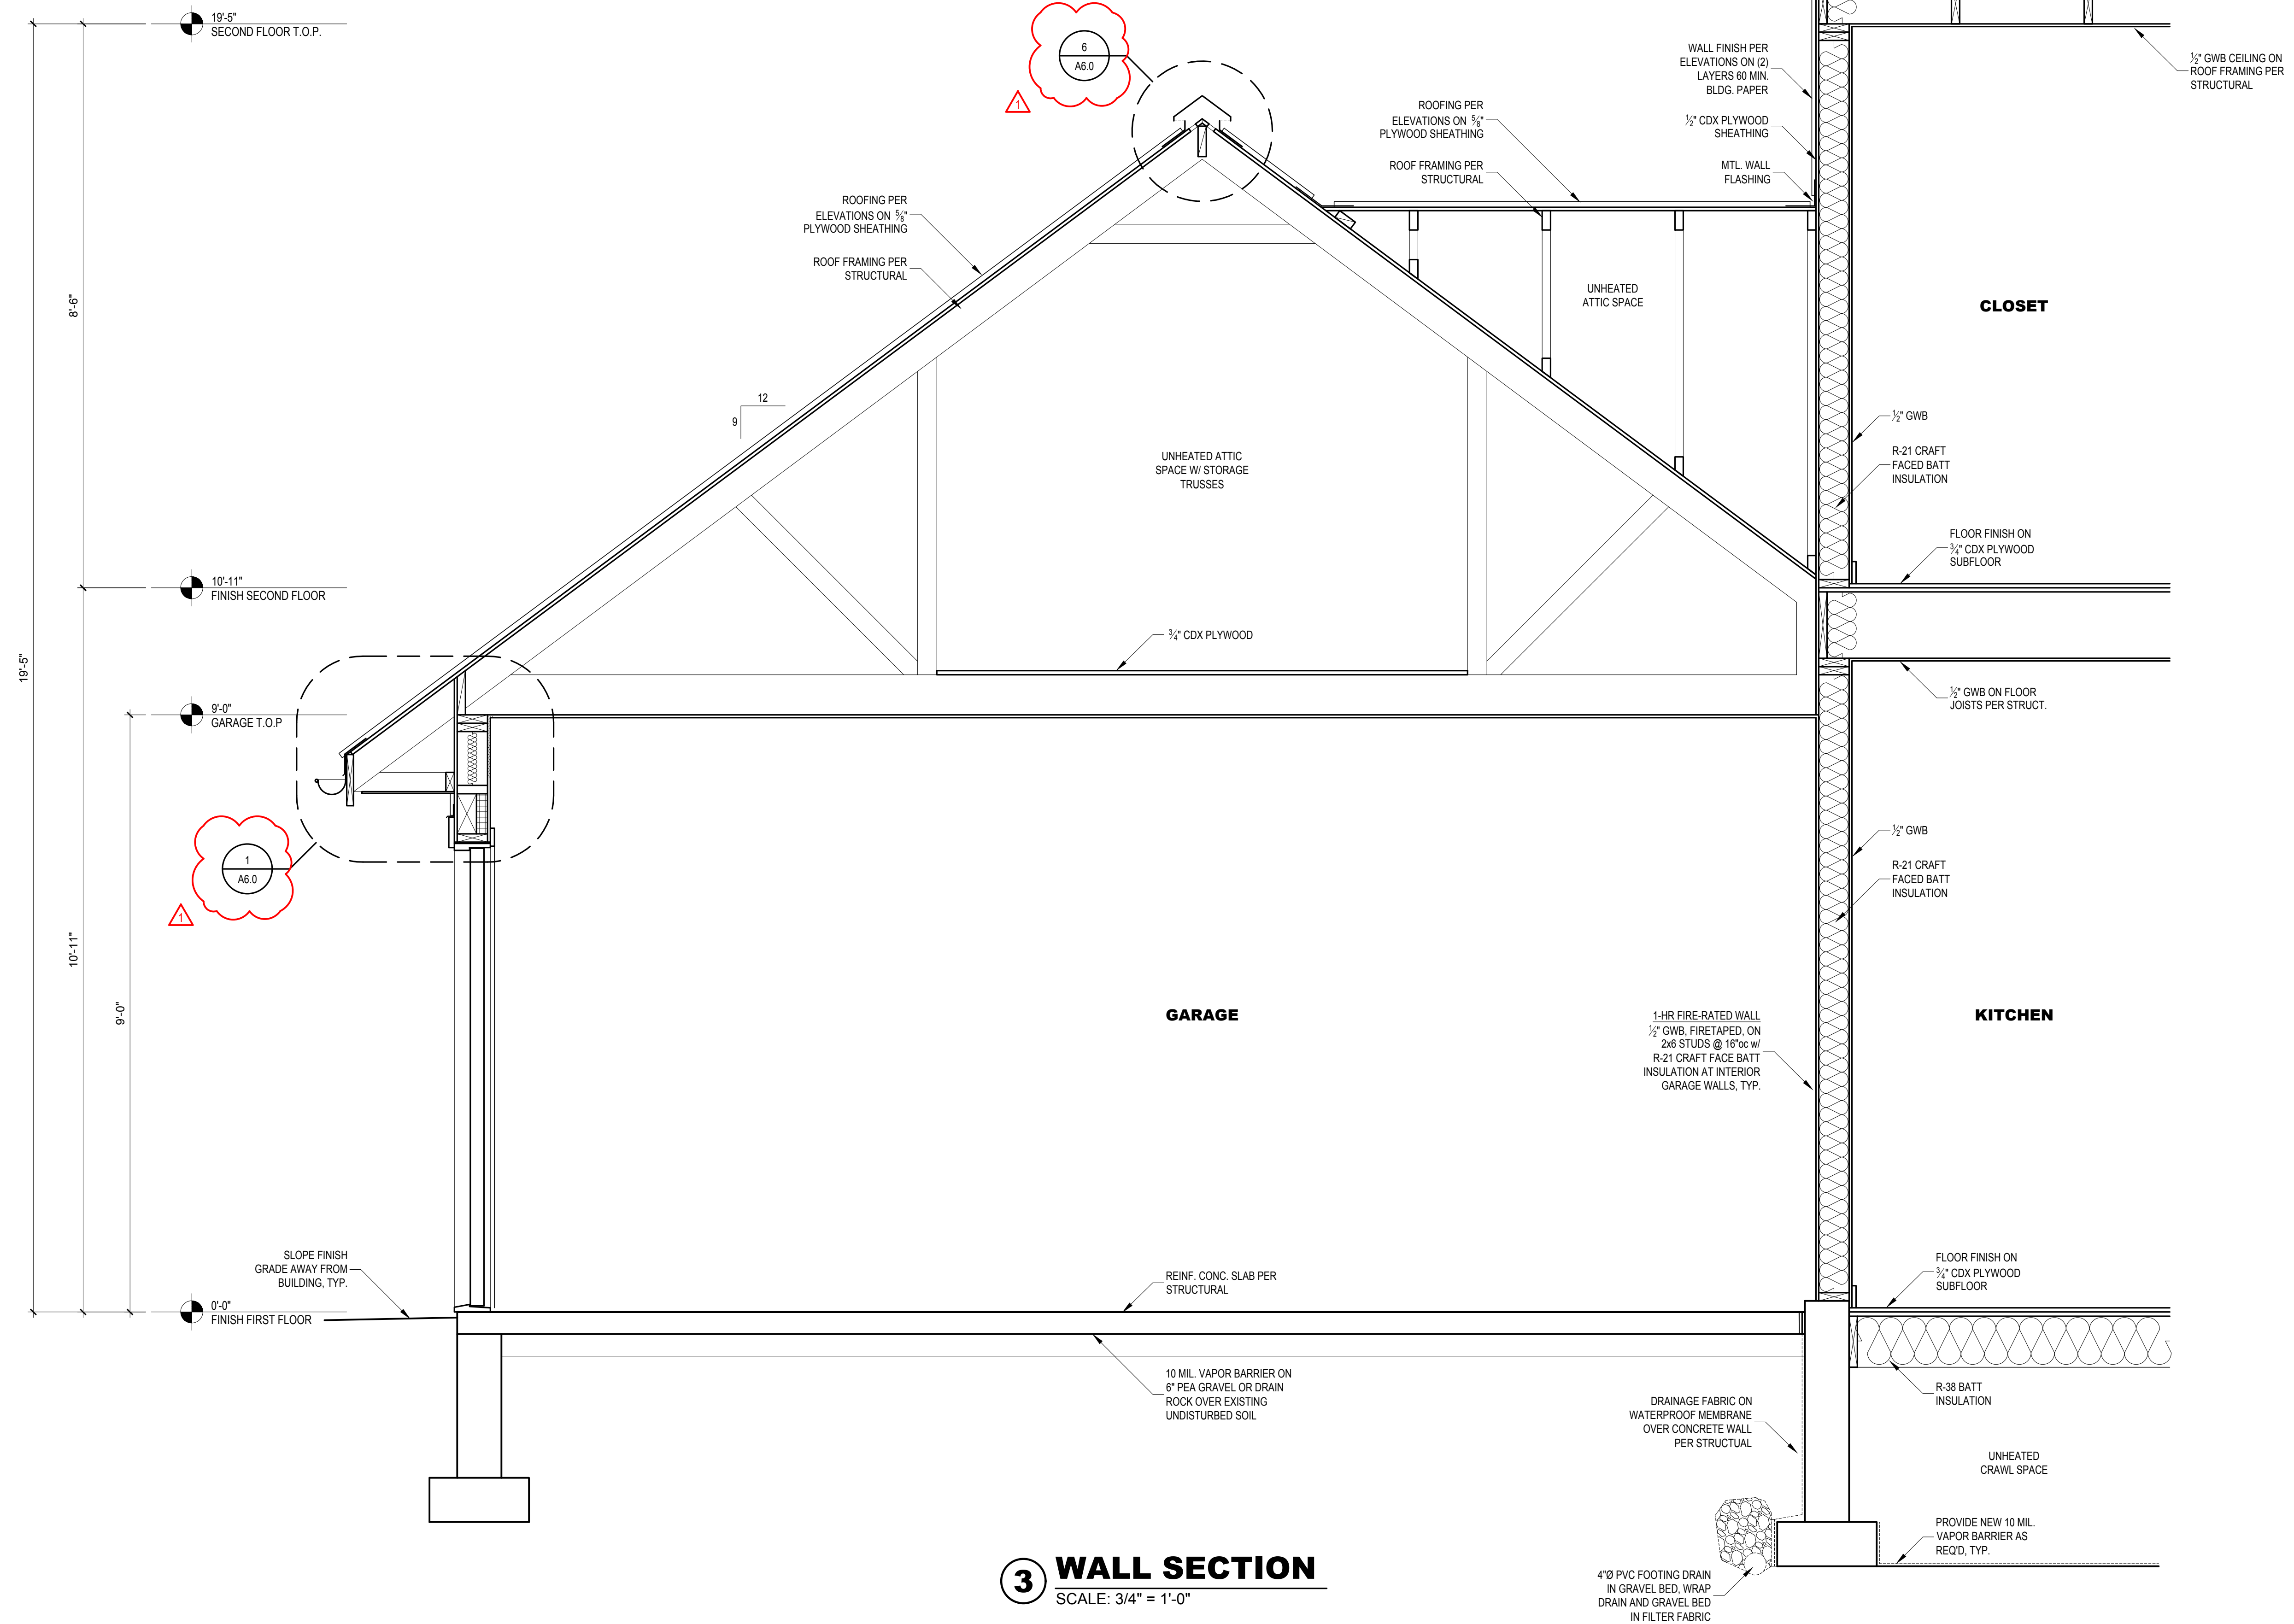 19'-5"
SECOND FLOOR T.O.P.
6
A6.0
1
WALL FINISH PER
ELEVATIONS ON (2)
LAYERS 60 MIN.
BLDG. PAPER
½" CDX PLYWOOD
SHEATHING
MTL. WALL
FLASHING
½" GWB CEILING ON
ROOF FRAMING PER
STRUCTURAL
ROOFING PER
ELEVATIONS ON ⅝"
PLYWOOD SHEATHING
ROOF FRAMING PER
STRUCTURAL
ROOFING PER
ELEVATIONS ON ⅝"
PLYWOOD SHEATHING
ROOF FRAMING PER
STRUCTURAL
UNHEATED
ATTIC SPACE
CLOSET
8'-6"
12
9
UNHEATED ATTIC
SPACE W/ STORAGE
TRUSSES
½" GWB
R-21 CRAFT
FACED BATT
INSULATION
FLOOR FINISH ON
¾" CDX PLYWOOD
SUBFLOOR
10'-11"
FINISH SECOND FLOOR
¾" CDX PLYWOOD
19'-5"
9'-0"
GARAGE T.O.P
½" GWB ON FLOOR
JOISTS PER STRUCT.
1
A6.0
1
½" GWB
R-21 CRAFT
FACED BATT
INSULATION
10'-11"
9'-0"
GARAGE
KITCHEN
1-HR FIRE-RATED WALL
½" GWB, FIRETAPED, ON
2x6 STUDS @ 16"oc w/
R-21 CRAFT FACE BATT
INSULATION AT INTERIOR
GARAGE WALLS, TYP.
SLOPE FINISH
GRADE AWAY FROM
BUILDING, TYP.
REINF. CONC. SLAB PER
STRUCTURAL
FLOOR FINISH ON
¾" CDX PLYWOOD
SUBFLOOR
0'-0"
FINISH FIRST FLOOR
10 MIL. VAPOR BARRIER ON
6" PEA GRAVEL OR DRAIN
ROCK OVER EXISTING
UNDISTURBED SOIL
DRAINAGE FABRIC ON
WATERPROOF MEMBRANE
OVER CONCRETE WALL
PER STRUCTUAL
R-38 BATT
INSULATION
UNHEATED
CRAWL SPACE
PROVIDE NEW 10 MIL.
VAPOR BARRIER AS
REQ'D, TYP.
4"Ø PVC FOOTING DRAIN
IN GRAVEL BED, WRAP
DRAIN AND GRAVEL BED
IN FILTER FABRIC
3
WALL SECTION
SCALE: 3/4" = 1'-0"